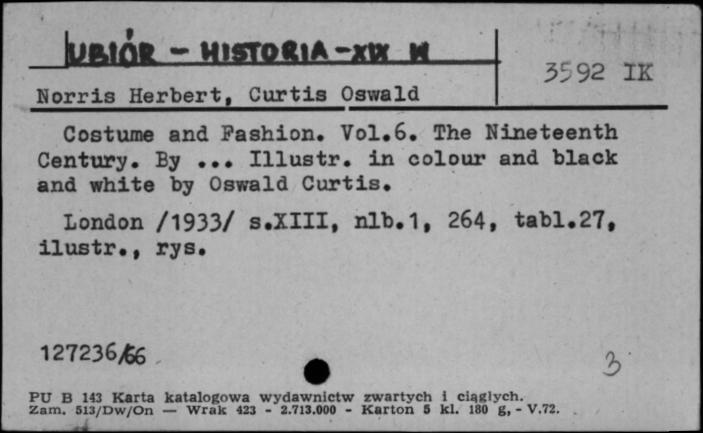 UBIÓR - HISTORIA - XIX W
3592 IK
Norris Herbert, Curtis Oswald
Costume and Fashion. Vol.6. The Nineteenth
Century. By ... Illustr. in colour and black
and white by Oswald Curtis.
London /1933/ s.XIII, nlb.1, 264, tabl.27,
ilustr., rys.
127236/66
3
PU B 143 Karta katalogowa wydawnictw zwartych i ciągłych.
Zam. 513/Dw/On — Wrak 423 - 2.713.000 - Karton 5 kl. 180 g, - V.72.